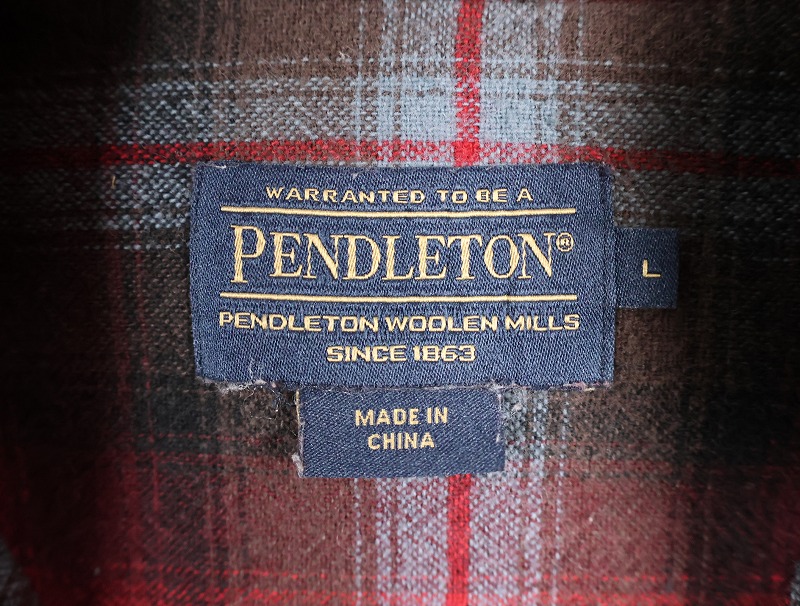 WARRANTED TO BE A
PENDLETON®
PENDLETON WOOLEN MILLS
SINCE 1863
L
MADE IN
CHINA